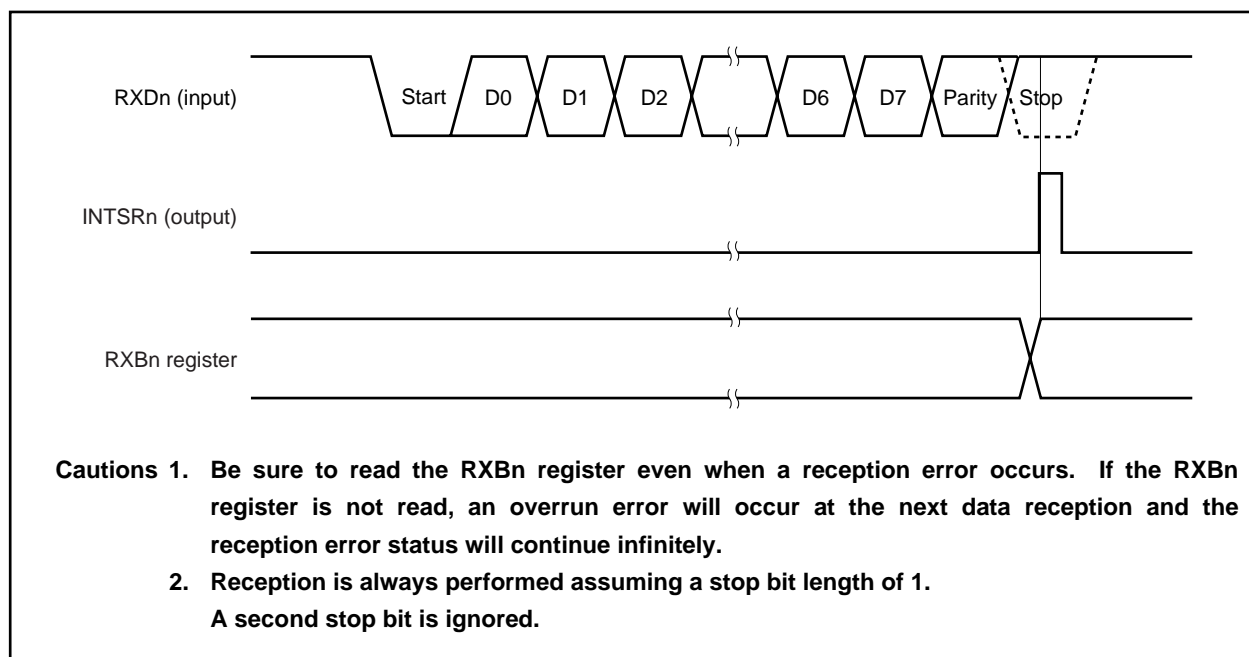 RXDn (input)
Start D0 D1 D2 D6 D7 Parity Stop
INTSRn (output)
RXBn register
Cautions 1. Be sure to read the RXBn register even when a reception error occurs. If the RXBn
register is not read, an overrun error will occur at the next data reception and the
reception error status will continue infinitely.
2. Reception is always performed assuming a stop bit length of 1.
A second stop bit is ignored.